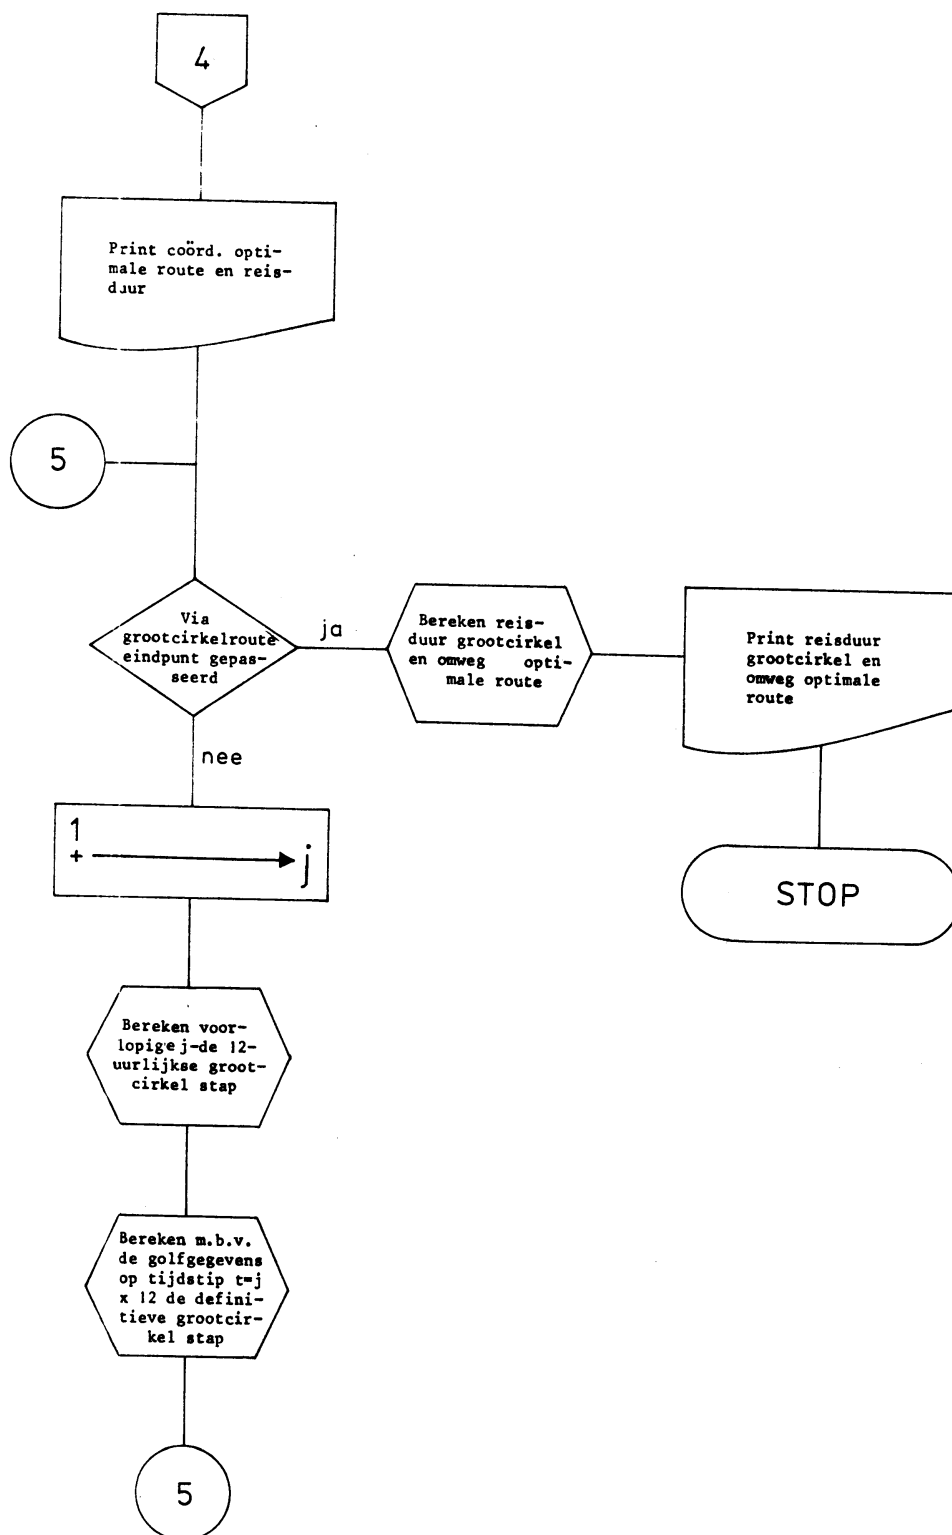 4
Print coörd. opti-
male route en reis-
duur
5
Via
grootcirkelroute
eindpunt gepas-
seerd
ja
Bereken reis-
duur grootcirkel
en omweg opti-
male route
Print reisduur
grootcirkel en
omweg optimale
route
nee
1
+ j
STOP
Bereken voor-
lopige j-de 12-
uurlijkse groot-
cirkel stap
Bereken m.b.v.
de golfgegevens
op tijdstip t=j
x 12 de defini-
tieve grootcir-
kel stap
5